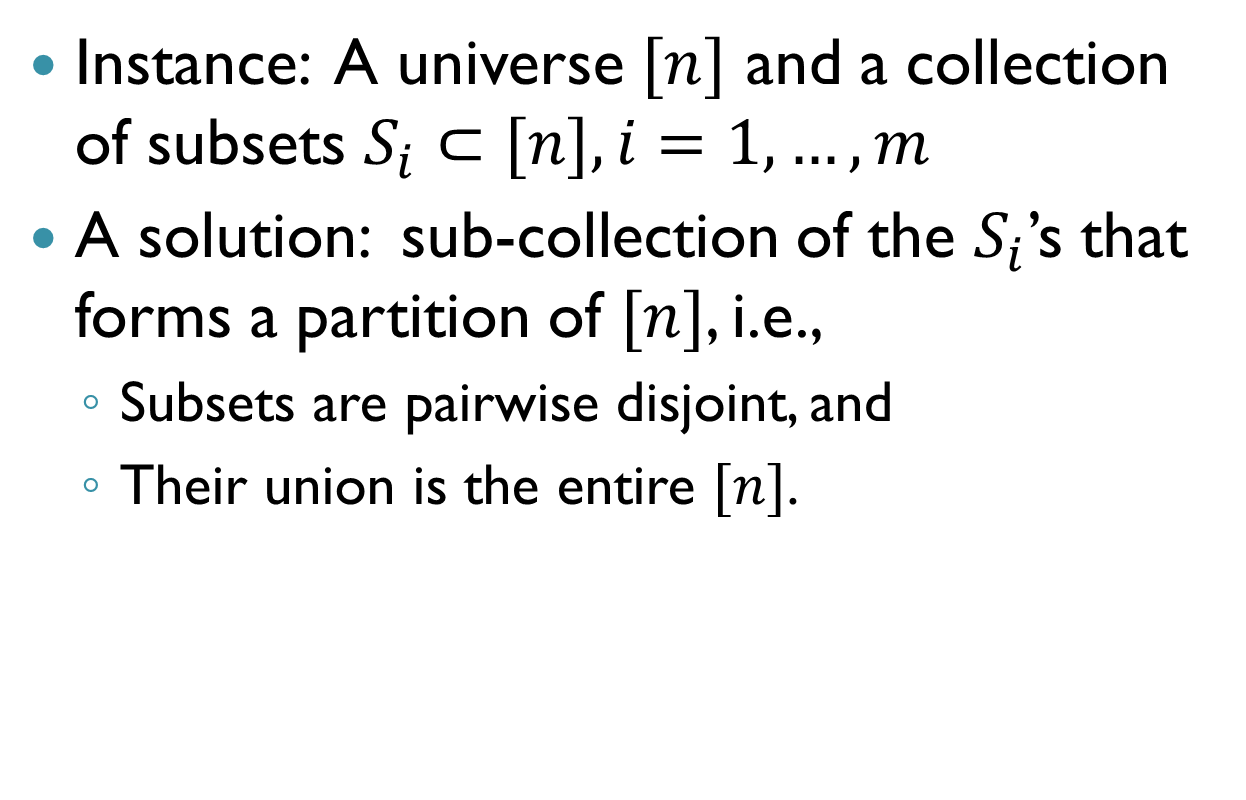 • Instance: A universe [n] and a collection
of subsets Sᵢ ⊂ [n], i = 1, … , m
• A solution: sub-collection of the Sᵢ’s that
forms a partition of [n], i.e.,
◦ Subsets are pairwise disjoint, and
◦ Their union is the entire [n].